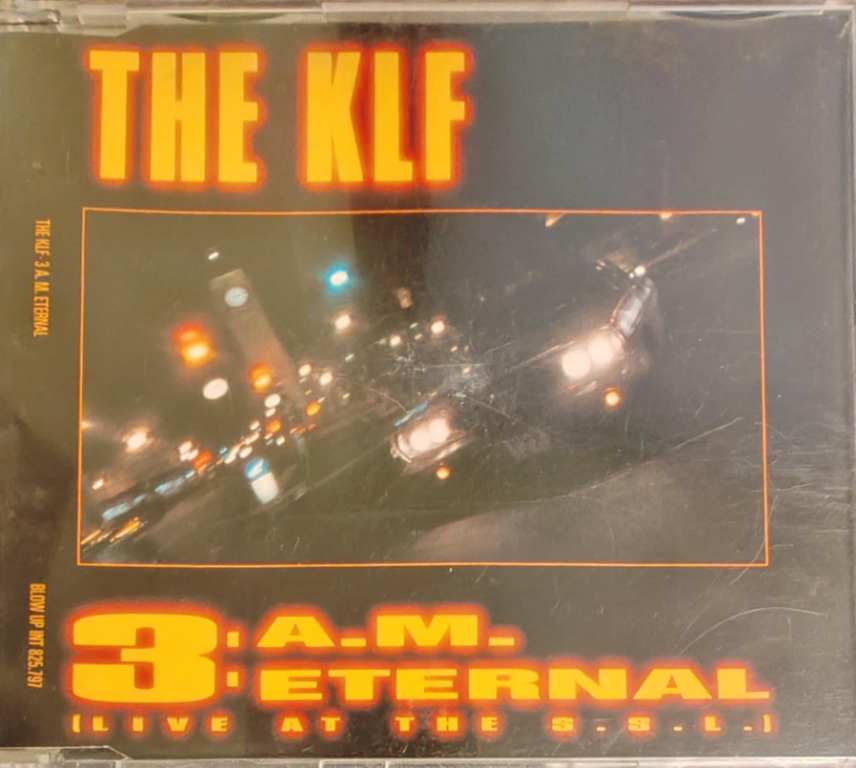 THE KLF
THE KLF · 3 A. M. ETERNAL
3: A.M.
ETERNAL
(LIVE AT THE S.S.L.)
BLOW UP INT 825.797